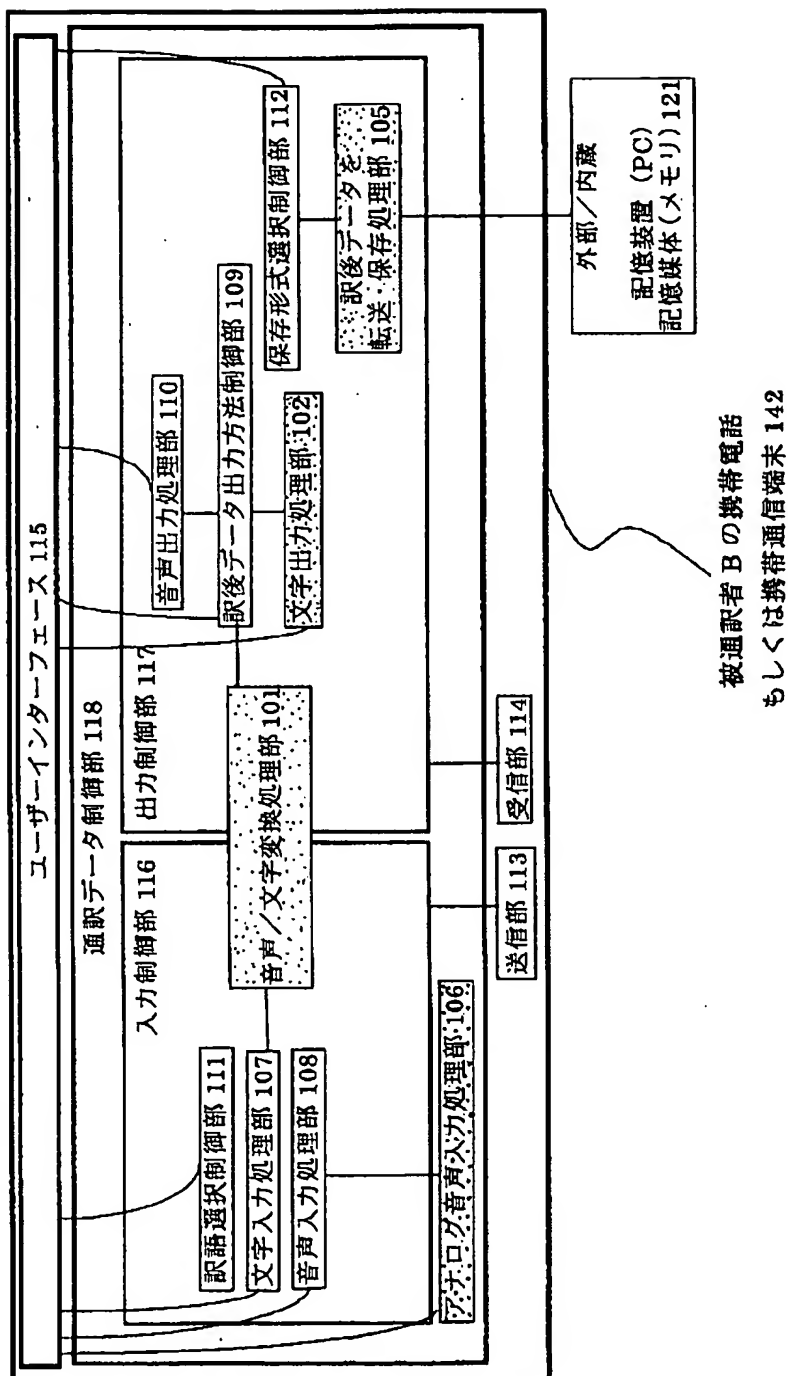 ユーザーインターフェース 115
通訳データ制御部 118
入力制御部 116
訳語選択制御部 111
文字入力処理部 107
音声入力処理部 108
アナログ音声入力処理部 106
音声/文字変換処理部 101
出力制御部 117
音声出力処理部 110
訳後データ出力方法制御部 109
文字出力処理部 102
保存形式選択制御部 112
訳後データを
転送・保存処理部 105
送信部 113
受信部 114
外部/内蔵
記憶装置 (PC)
記憶媒体(メモリ) 121
被通訳者 B の携帯電話
もしくは携帯通信端末 142